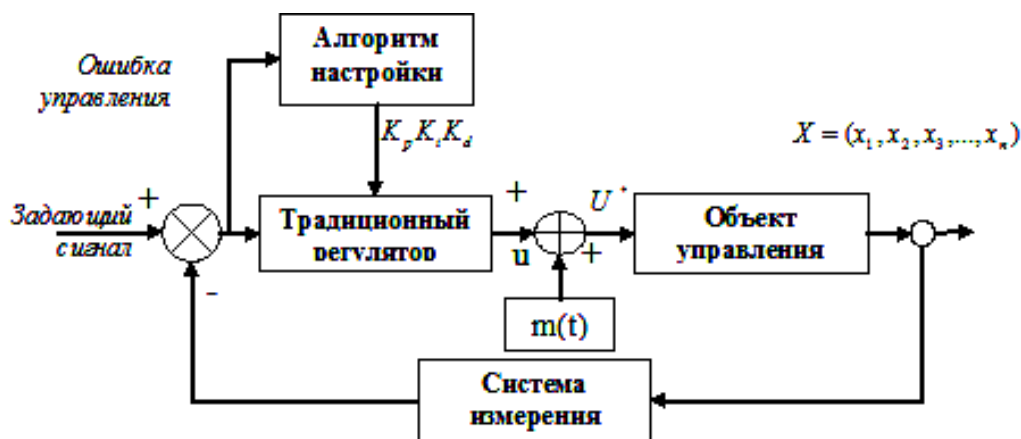 Алгоритм
настройки
Ошибка
управления
K_p K_i K_d
X = (x_1, x_2, x_3, ..., x_n)
+
Задающий
сигнал
Традиционный
регулятор
+
u
U*
+
Объект
управления
-
m(t)
Система
измерения